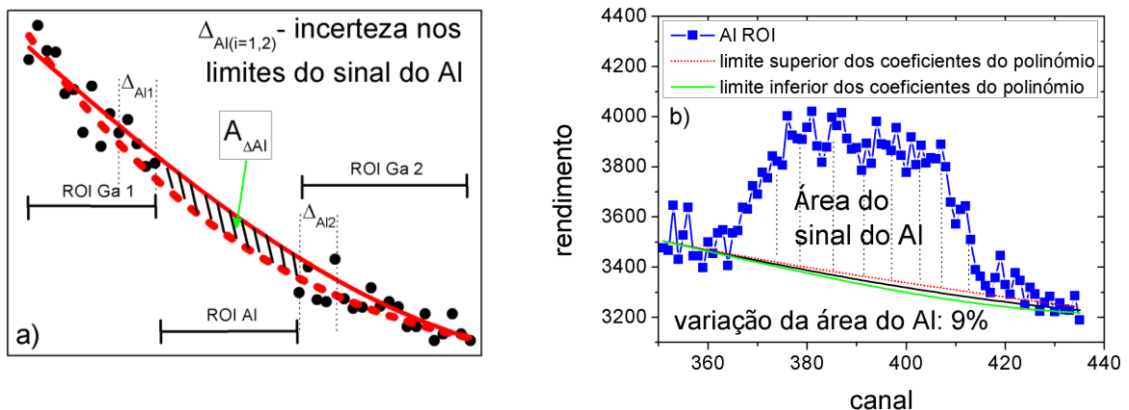 a)
Δ_Al(i=1,2) - incerteza nos
limites do sinal do Al
Δ_Al1
A_ΔAl
ROI Ga 1
ROI Ga 2
Δ_Al2
ROI Al
b)
Al ROI
limite superior dos coeficientes do polinómio
limite inferior dos coeficientes do polinómio
Área do
sinal do Al
variação da área do Al: 9%
rendimento
4400
4200
4000
3800
3600
3400
3200
360
380
400
420
440
canal